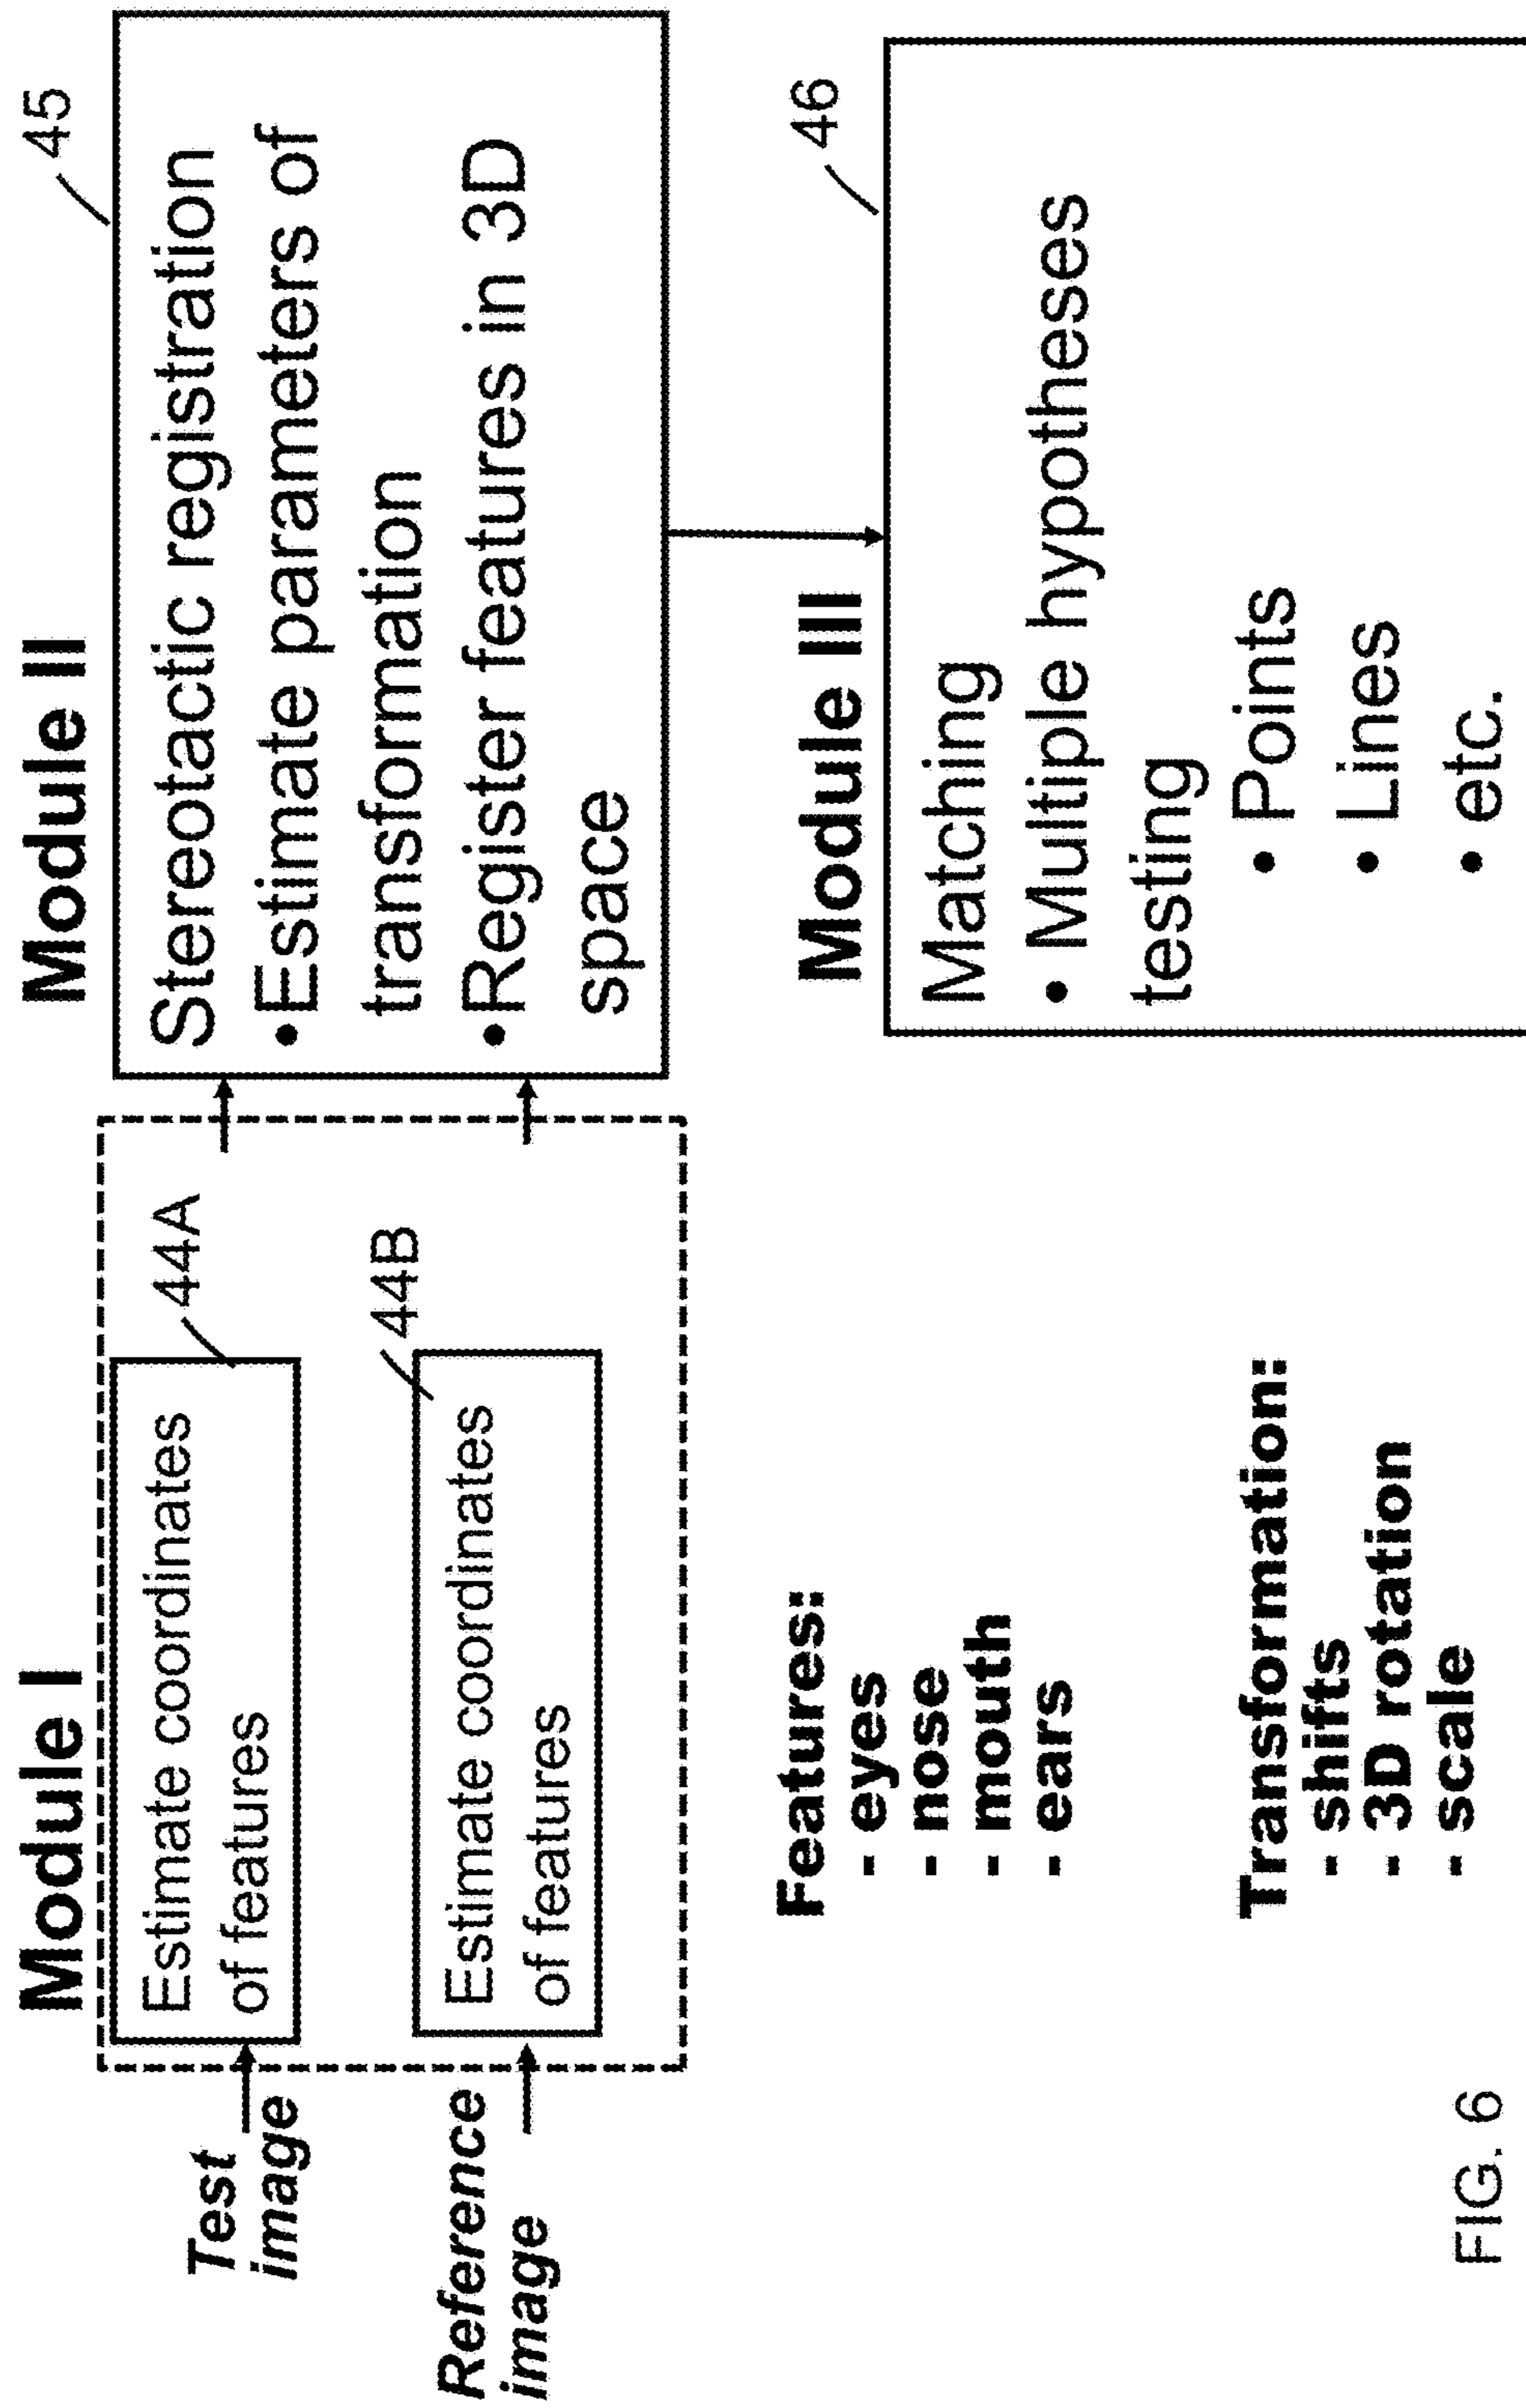 Module I
Test
image
Estimate coordinates
of features
44A
Reference
image
Estimate coordinates
of features
44B
Module II
45
Stereotactic registration
•Estimate parameters of
transformation
•Register features in 3D
space
Features:
- eyes
- nose
- mouth
- ears
Transformation:
- shifts
- 3D rotation
- scale
Module III
46
Matching
• Multiple hypotheses
testing
• Points
• Lines
• etc.
FIG. 6